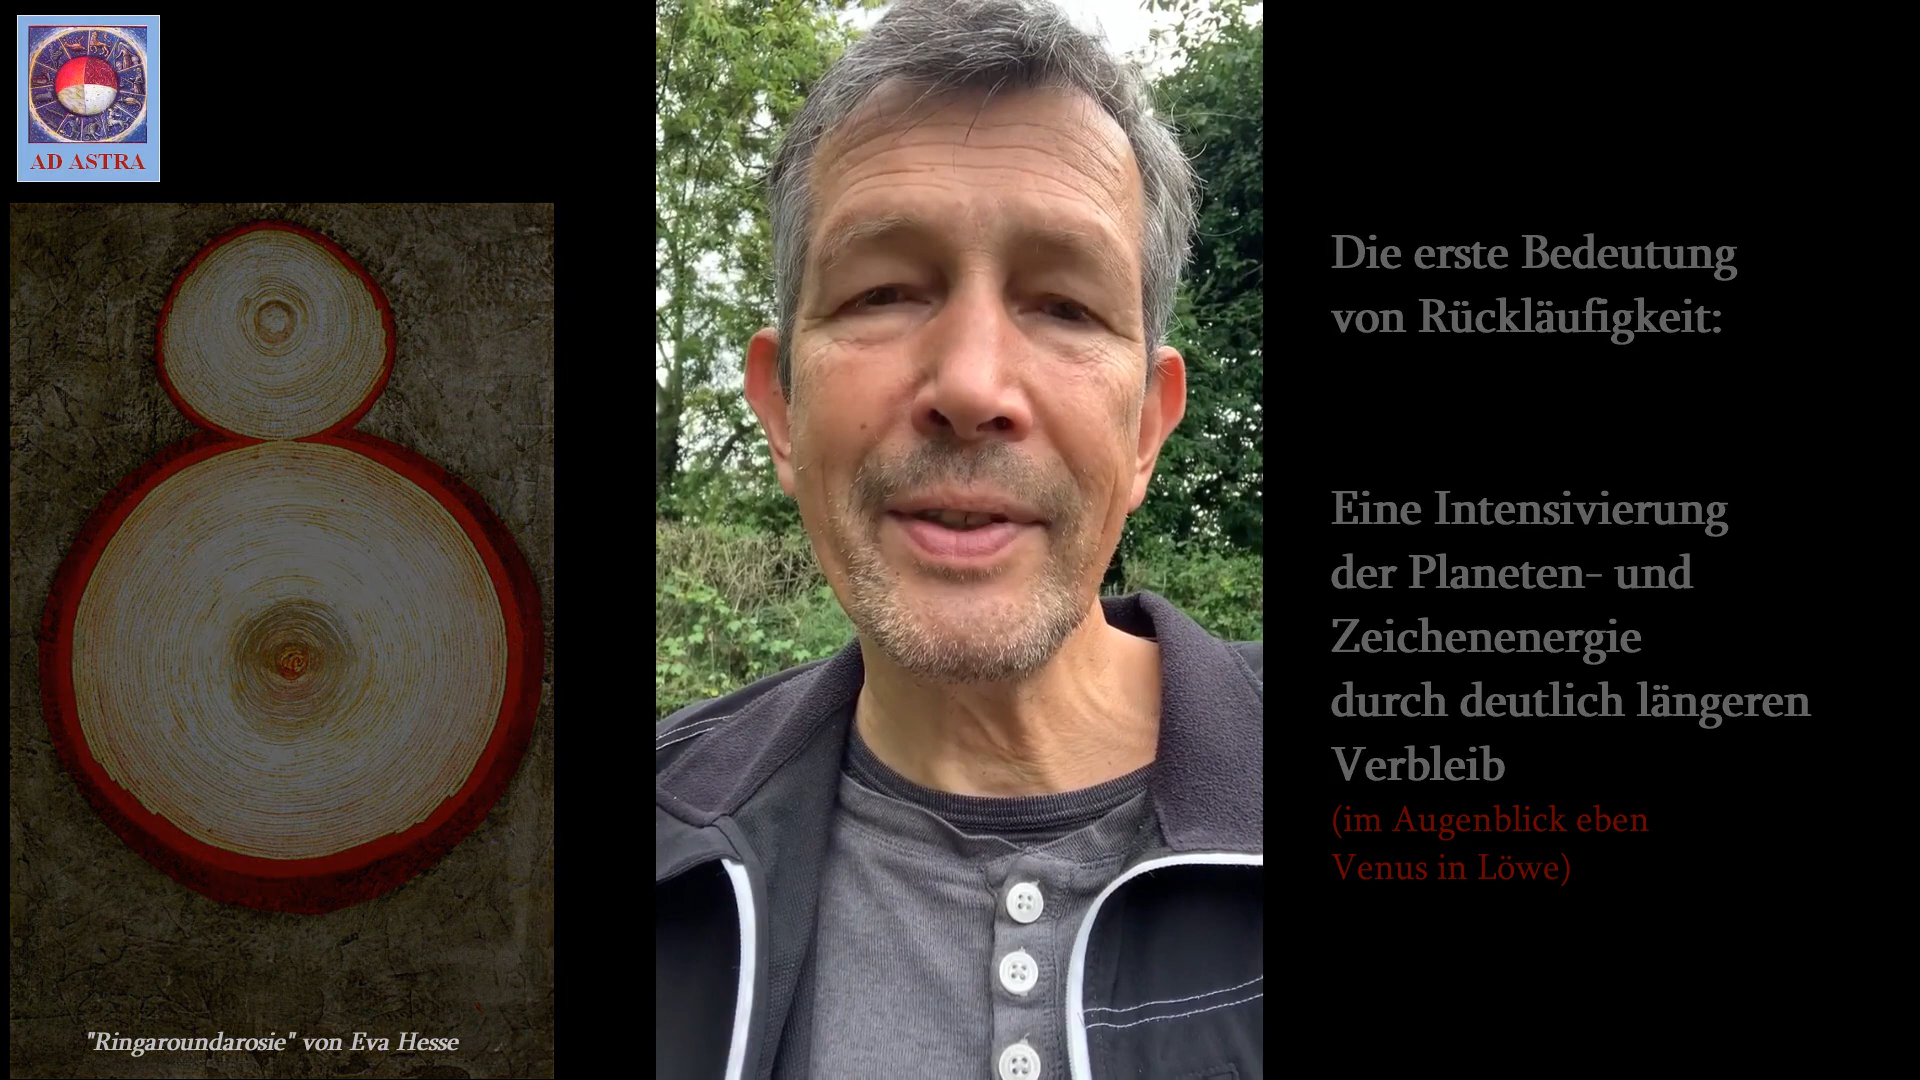 AD ASTRA
"Ringaroundarosie" von Eva Hesse
Die erste Bedeutung
von Rückläufigkeit:
Eine Intensivierung
der Planeten- und
Zeichenenergie
durch deutlich längeren
Verbleib
(im Augenblick eben
Venus in Löwe)